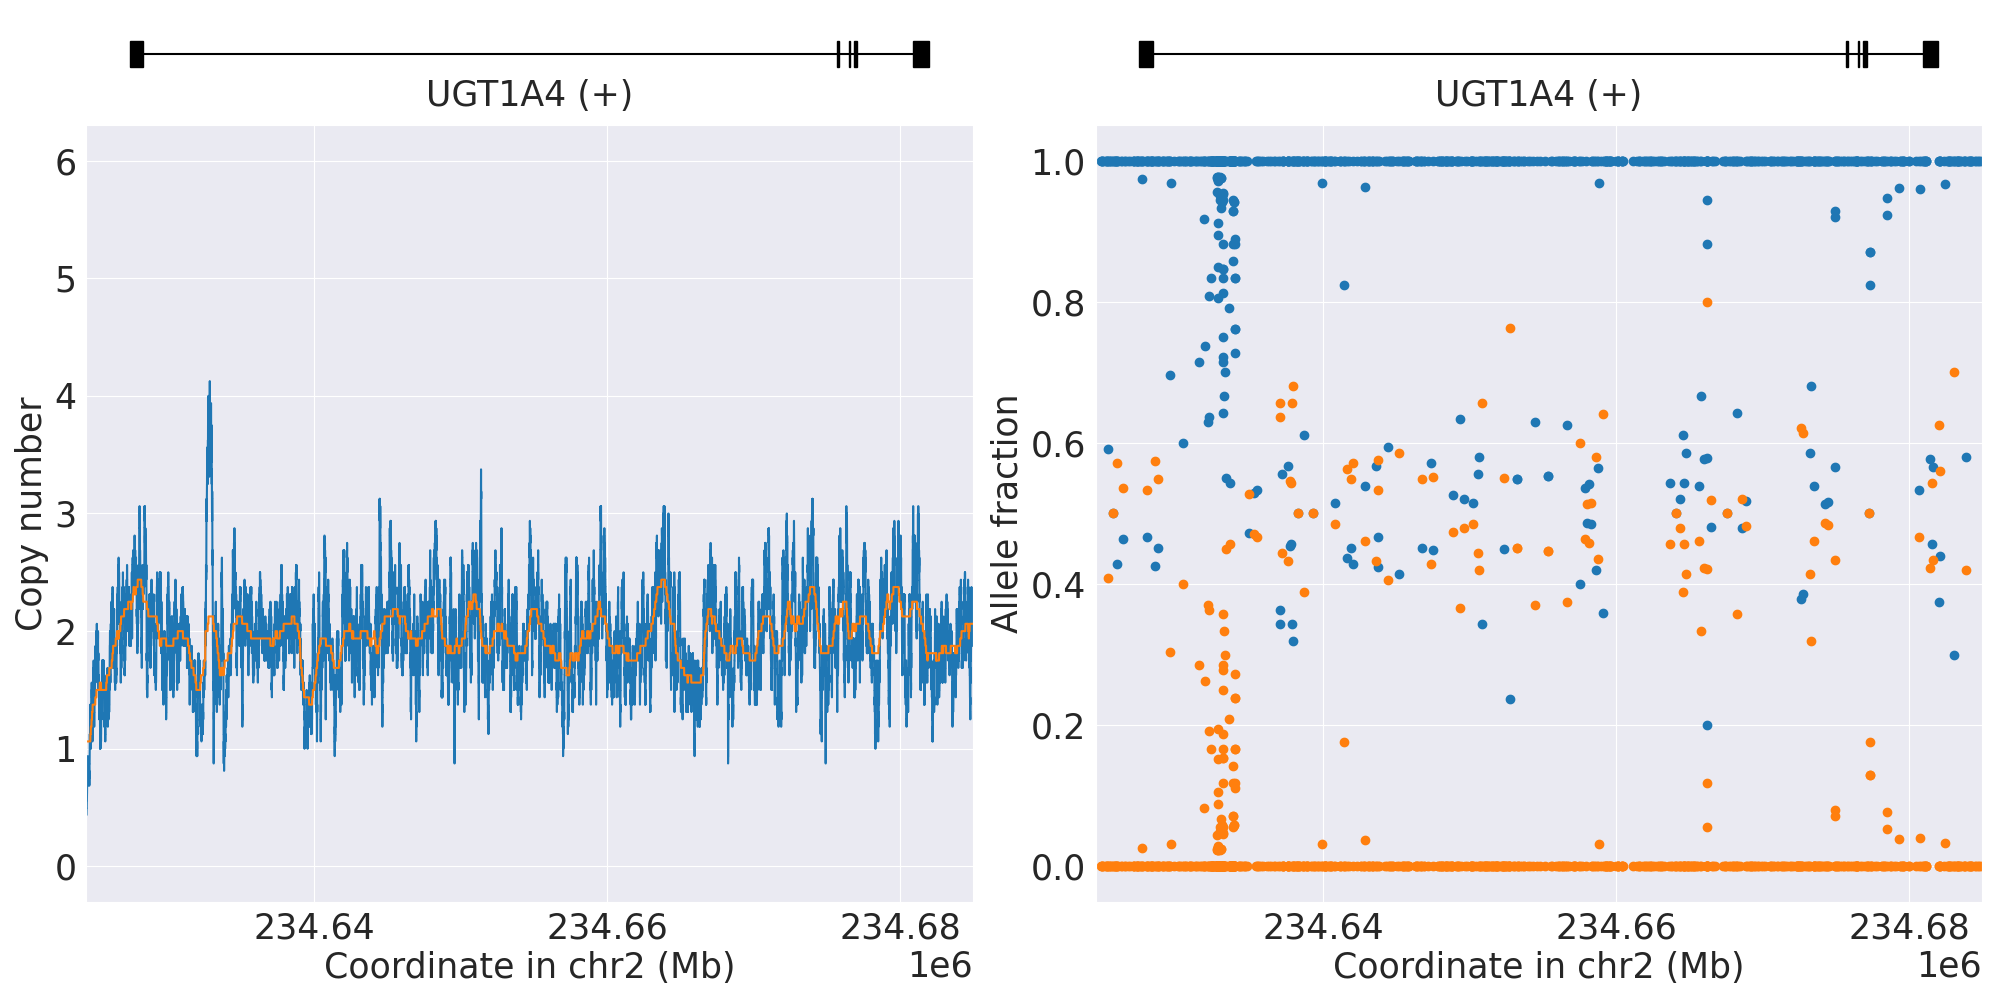 UGT1A4 (+)
6
5
4
3
2
1
0
Copy number
234.64 234.66 234.68
Coordinate in chr2 (Mb)
1e6
UGT1A4 (+)
1.0
0.8
0.6
0.4
0.2
0.0
Allele fraction
234.64 234.66 234.68
Coordinate in chr2 (Mb)
1e6